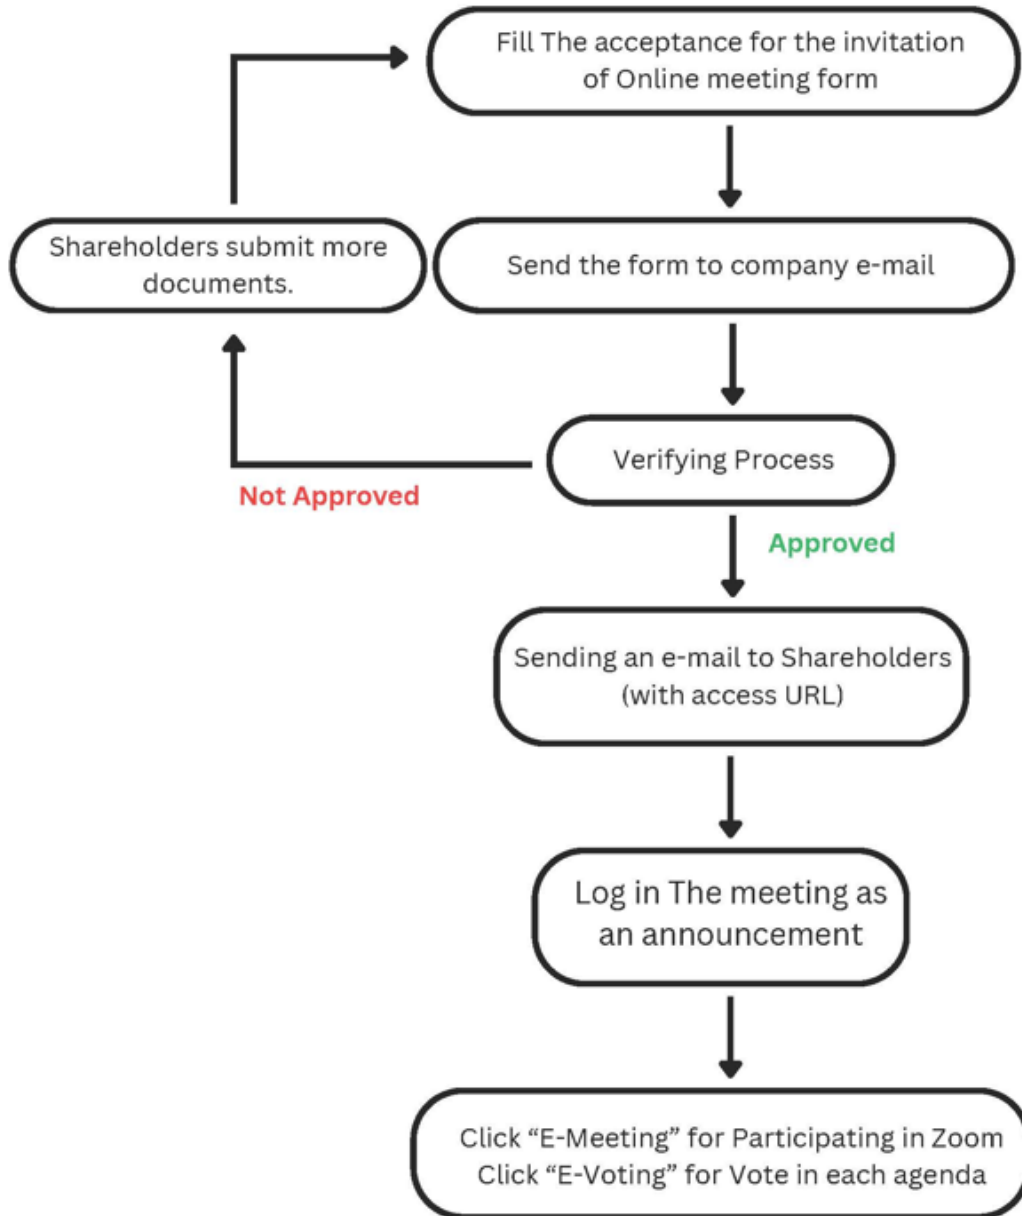 Fill The acceptance for the invitation
of Online meeting form
Shareholders submit more
documents.
Send the form to company e-mail
Verifying Process
Not Approved
Approved
Sending an e-mail to Shareholders
(with access URL)
Log in The meeting as
an announcement
Click “E-Meeting” for Participating in Zoom
Click “E-Voting” for Vote in each agenda